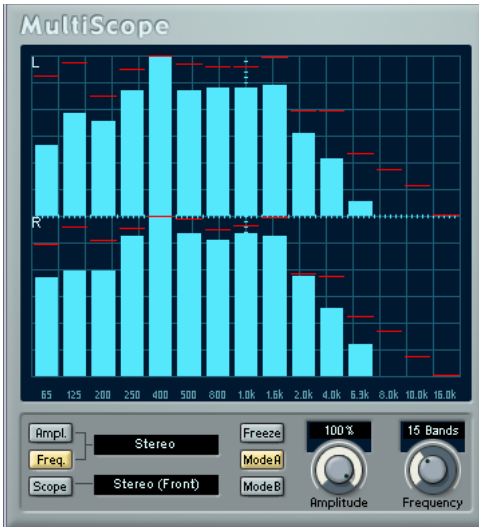 MultiScope
L
R
65 125 200 250 400 500 800 1.0k 1.6k 2.0k 4.0k 6.3k 8.0k 10.0k 16.0k
Ampl. Stereo Freeze 100% 15 Bands
Freq. ModeA
Scope Stereo (Front) ModeB
Amplitude Frequency